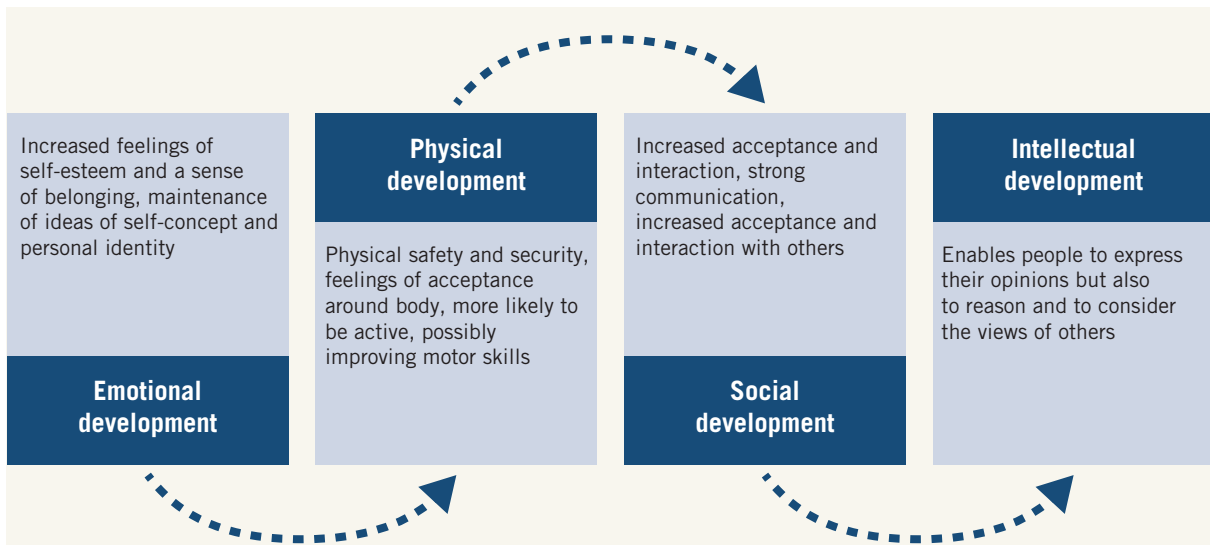 Increased feelings of
self-esteem and a sense
of belonging, maintenance
of ideas of self-concept and
personal identity
Emotional
development
Physical
development
Physical safety and security,
feelings of acceptance
around body, more likely to
be active, possibly
improving motor skills
Increased acceptance and
interaction, strong
communication,
increased acceptance and
interaction with others
Social
development
Intellectual
development
Enables people to express
their opinions but also
to reason and to consider
the views of others